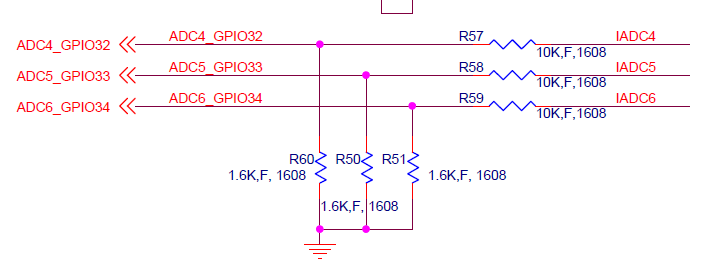 ADC4_GPIO32 ADC4_GPIO32 R57 IADC4
10K,F,1608
ADC5_GPIO33 ADC5_GPIO33 R58 IADC5
10K,F,1608
ADC6_GPIO34 ADC6_GPIO34 R59 IADC6
10K,F,1608
R60 R50 R51
1.6K,F, 1608 1.6K,F, 1608
1.6K,F, 1608